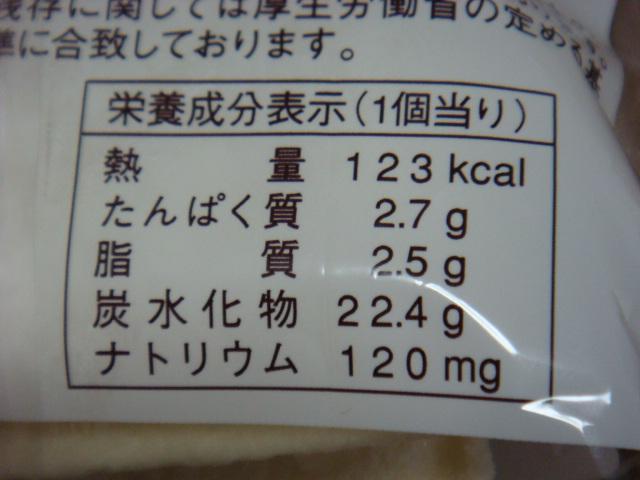 残存に関しては厚生労働省の定める基
準に合致しております。
栄養成分表示(1個当り)
熱量 123 kcal
たんぱく質 2.7 g
脂質 2.5 g
炭水化物 22.4 g
ナトリウム 120 mg